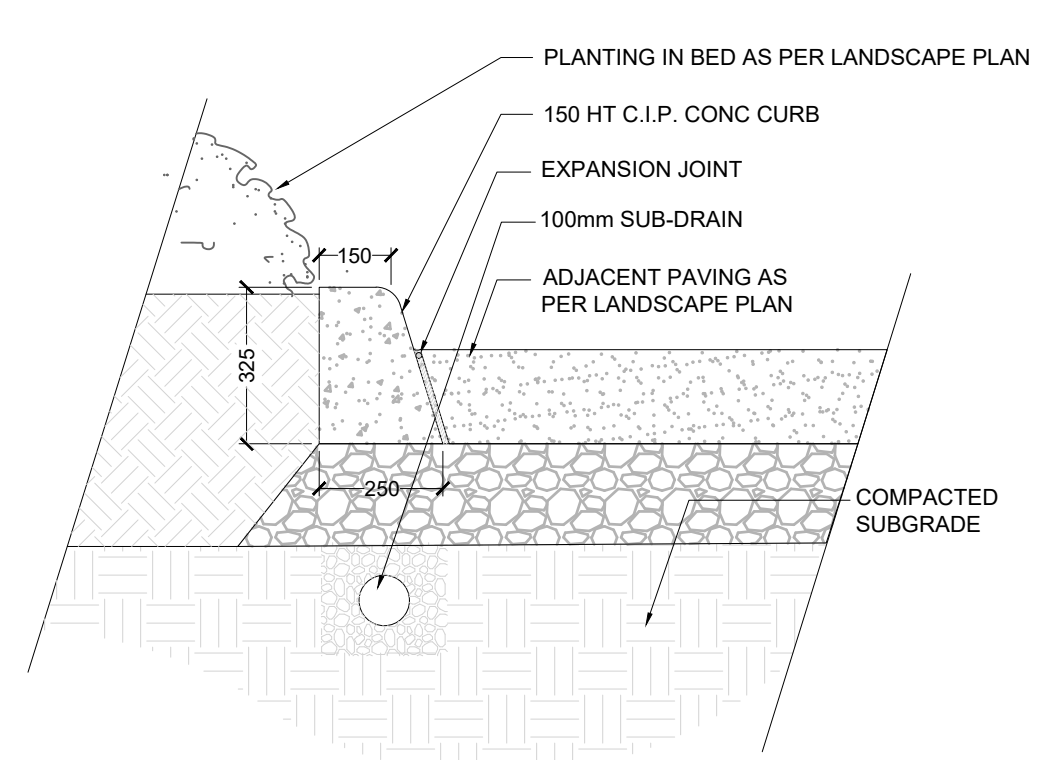 PLANTING IN BED AS PER LANDSCAPE PLAN
150 HT C.I.P. CONC CURB
EXPANSION JOINT
100mm SUB-DRAIN
150
ADJACENT PAVING AS
PER LANDSCAPE PLAN
325
250
COMPACTED
SUBGRADE